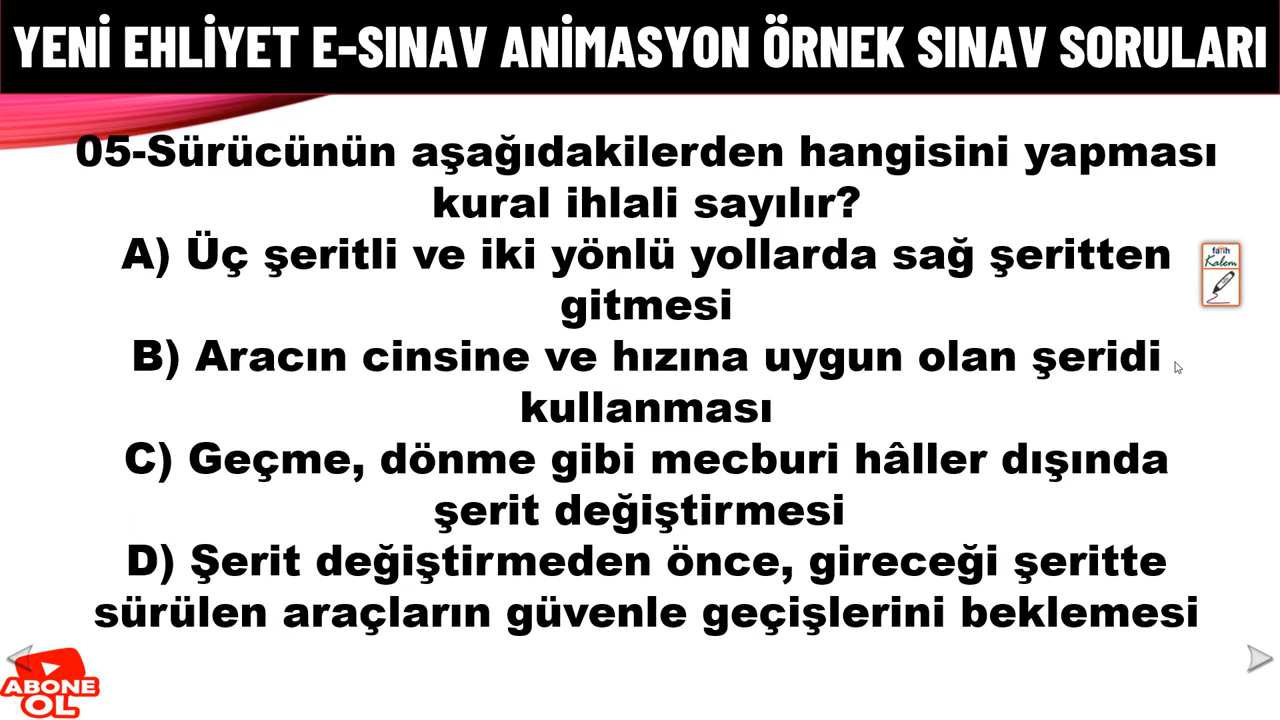 YENİ EHLİYET E-SINAV ANİMASYON ÖRNEK SINAV SORULARI
05-Sürücünün aşağıdakilerden hangisini yapması
kural ihlali sayılır?
A) Üç şeritli ve iki yönlü yollarda sağ şeritten
gitmesi
B) Aracın cinsine ve hızına uygun olan şeridi
kullanması
C) Geçme, dönme gibi mecburi hâller dışında
şerit değiştirmesi
D) Şerit değiştirmeden önce, gireceği şeritte
sürülen araçların güvenle geçişlerini beklemesi
fatih
Kalem
ABONE
OL